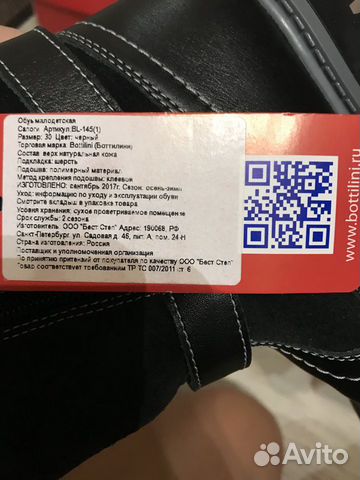 Обувь малодетская
Сапоги Артикул:BL-145(1)
Размер: 30 Цвет: черный
Торговая марка: Bottilini (Боттилини)
Состав: верх натуральная кожа
Подкладка: шерсть
Подошва: полимерный материал
Метод крепления подошвы: клеевой
ИЗГОТОВЛЕНО: сентябрь 2017г. Сезон: осень-зима
Уход: информацию по уходу и эксплуатации обуви
Смотрите вкладыш в упаковке товара
Условия хранения: сухое проветриваемое помещение
Срок службы: 2 сезона
Изготовитель: ООО "Бест Степ" Адрес: 190068, РФ
Санкт-Петербург, ул. Садовая д. 46, лит. А, пом. 24-Н
Страна изготовения: Россия
Поставщик и уполномоченная организация
По принятию притензий от покупателя по качеству ООО "Бест Степ"
Товар соответствует требованиям ТР ТС 007/2011 ст. 6
www.bottilini.ru
Avito